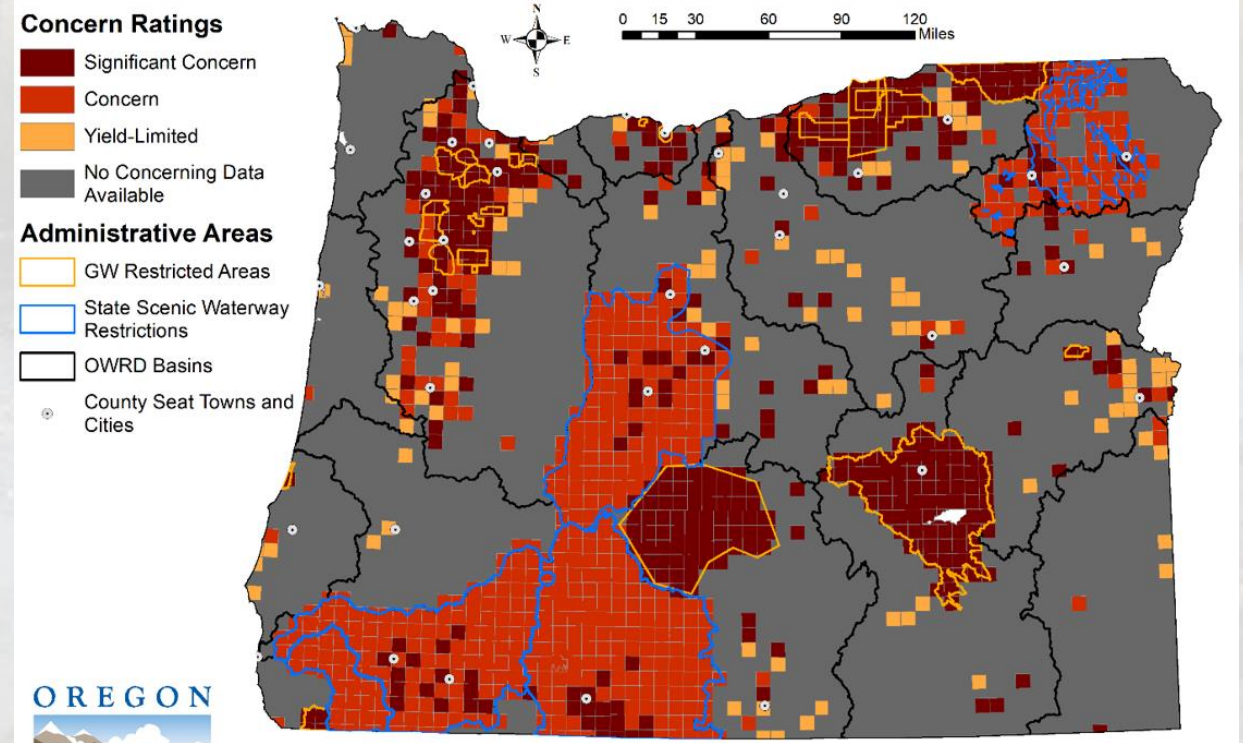 Concern Ratings
Significant Concern
Concern
Yield-Limited
No Concerning Data
Available
Administrative Areas
GW Restricted Areas
State Scenic Waterway
Restrictions
OWRD Basins
County Seat Towns and
Cities
N
W E
S
0 15 30 60 90 120
Miles
OREGON